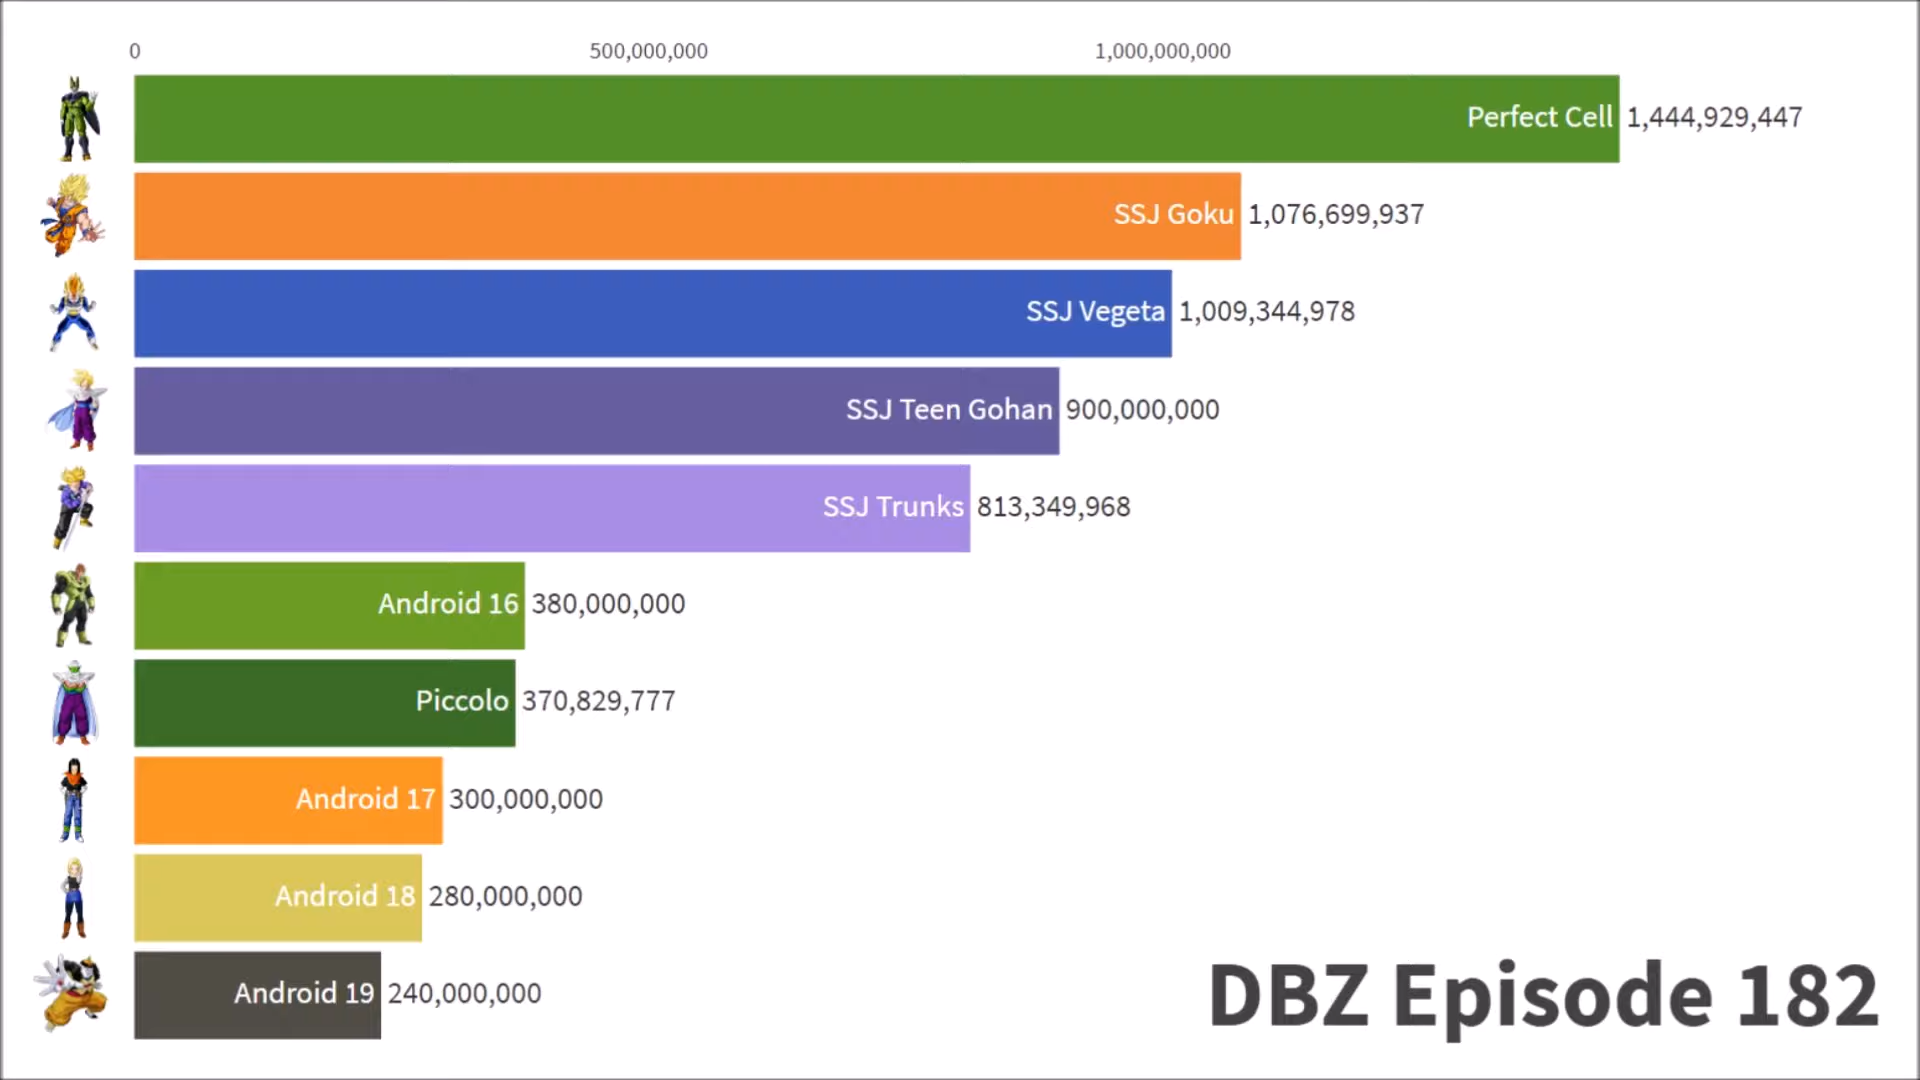 0 500,000,000 1,000,000,000
Perfect Cell 1,444,929,447
SSJ Goku 1,076,699,937
SSJ Vegeta 1,009,344,978
SSJ Teen Gohan 900,000,000
SSJ Trunks 813,349,968
Android 16 380,000,000
Piccolo 370,829,777
Android 17 300,000,000
Android 18 280,000,000
Android 19 240,000,000
DBZ Episode 182